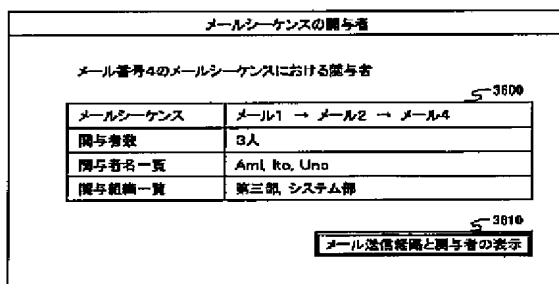 メールシーケンスの関与者
メール番号4のメールシーケンスにおける関与者
3600
メールシーケンス メール1 → メール2 → メール4
関与者数 3人
関与者名一覧 Ami, Ito, Uno
関与組織一覧 第三部, システム部
3610
メール送信経路と関与者の表示